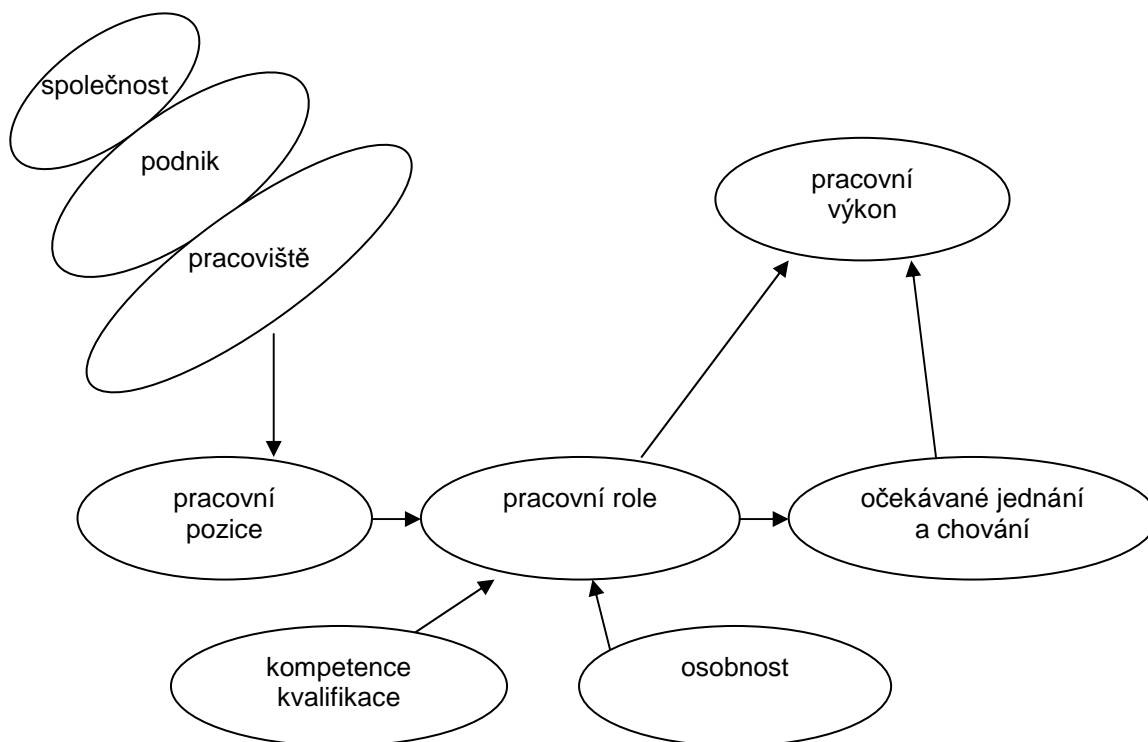 společnost
podnik
pracoviště
pracovní
výkon
pracovní
pozice
pracovní role
očekávané jednání
a chování
kompetence
kvalifikace
osobnost